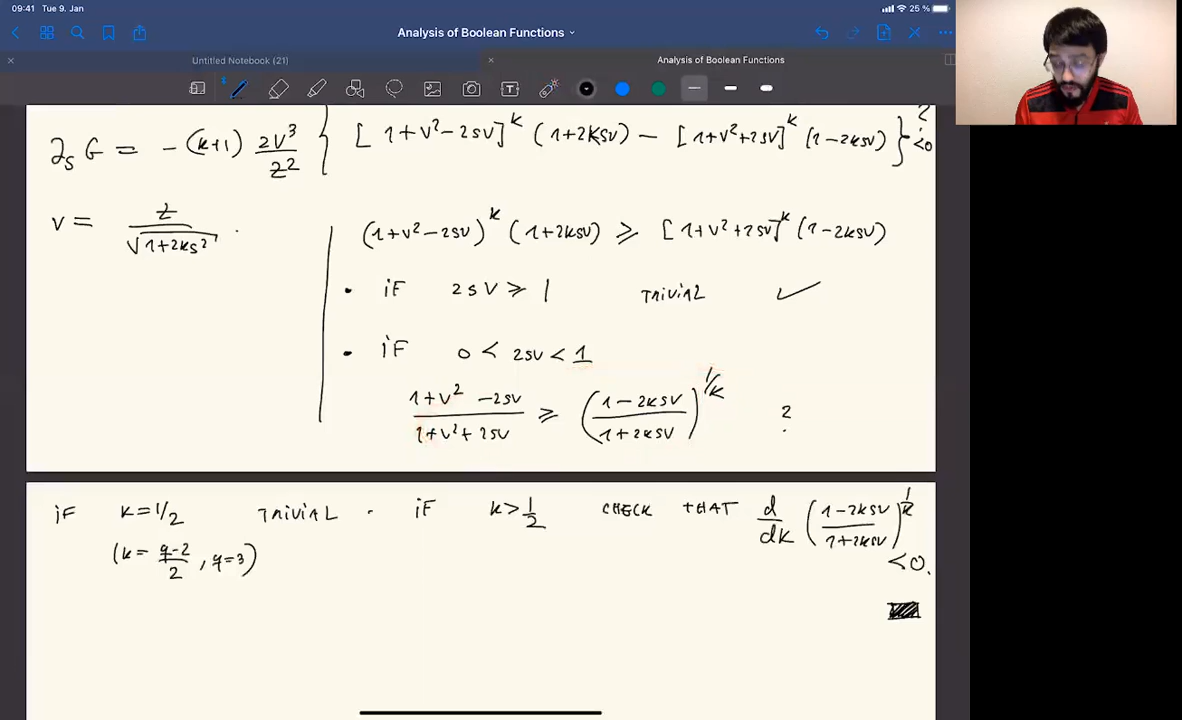 09:41 Tue 9. Jan 25 %
Analysis of Boolean Functions
Untitled Notebook (21) Analysis of Boolean Functions
∂_s G = -(k+1) 2V³/z² { [1+v²-2sv]^k (1+2ksv) - [1+v²+2sv]^k (1-2ksv) } <0 ?
v = z/√(1+2ks²) .
(1+v²-2sv)^k (1+2ksv) ≥ [1+v²+2sv]^k (1-2ksv)
• if 2sv ≥ 1 TRIVIAL ✓
• if 0 < 2sv < 1
(1+v²-2sv)/(1+v²+2sv) ≥ ((1-2ksv)/(1+2ksv))^(1/k) ?
if k=1/2 TRIVIAL . if k>1/2 CHECK THAT d/dk ((1-2ksv)/(1+2ksv))^(1/k) <0.
(k = (q-2)/2, q=3)